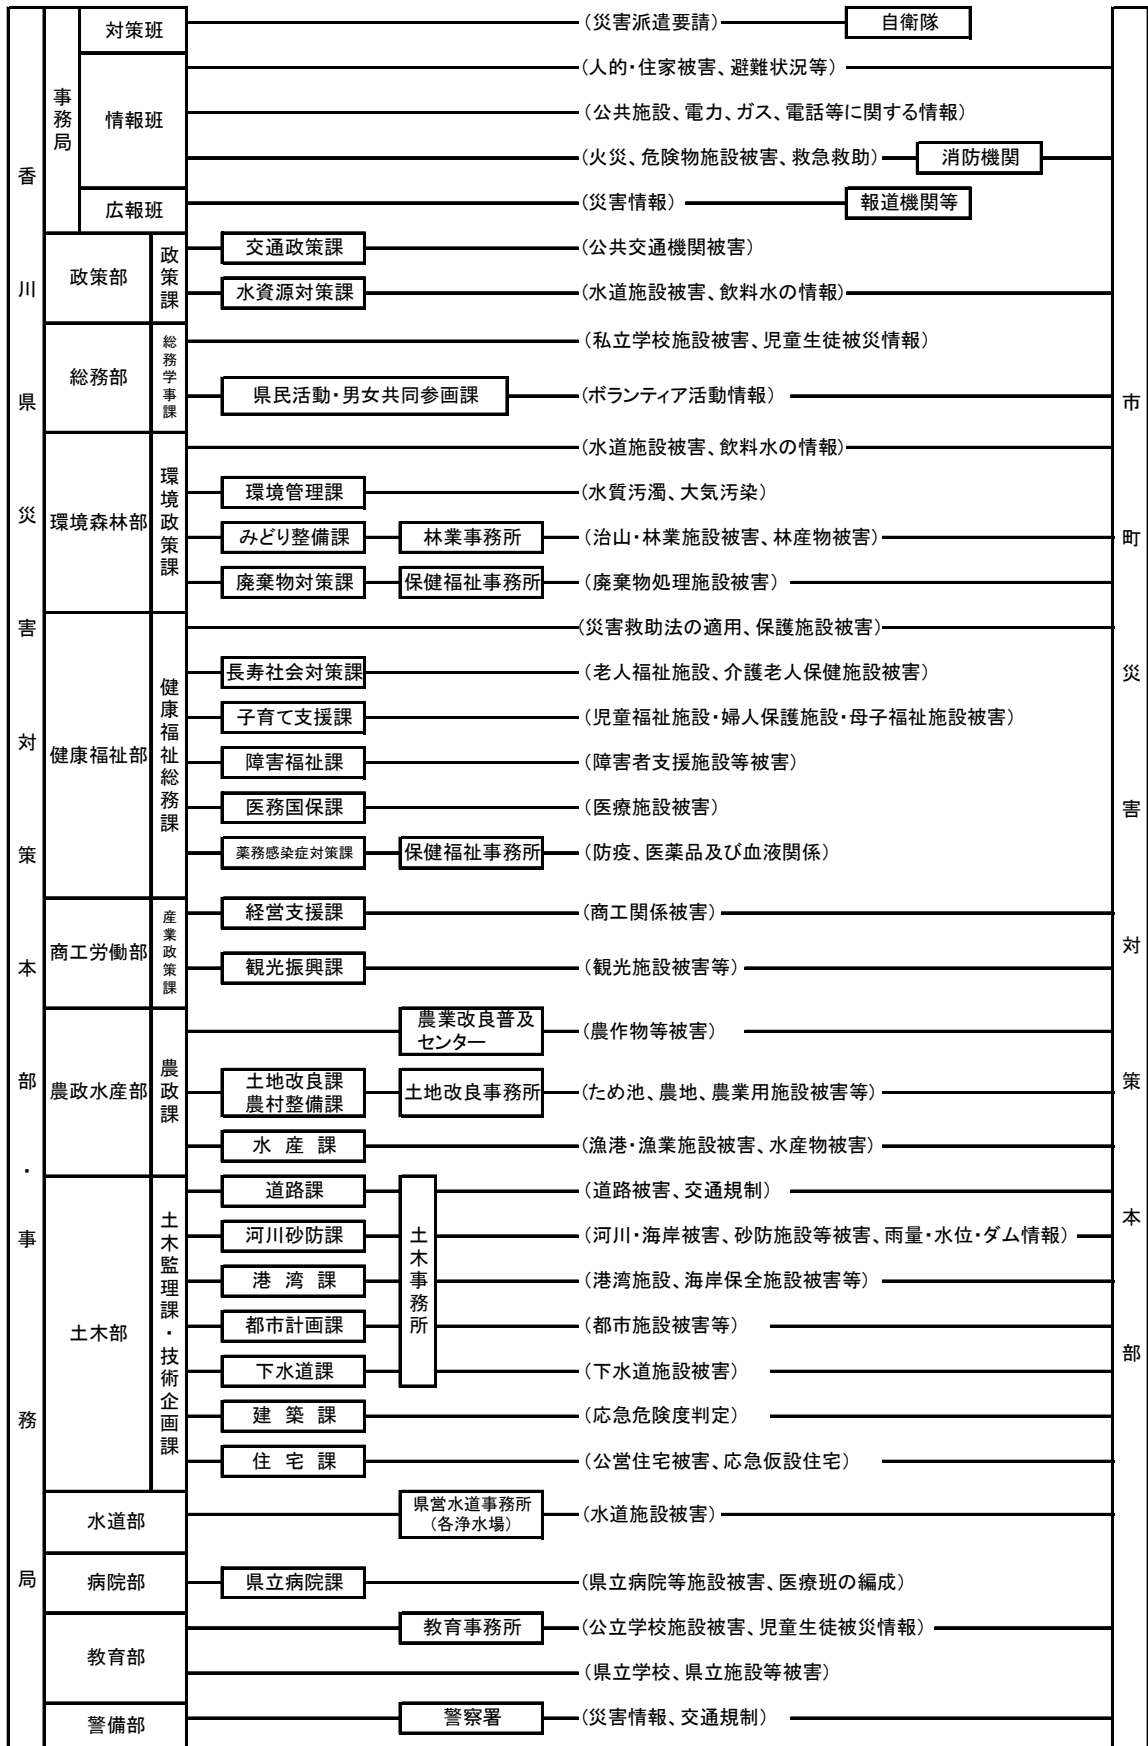 香川県災害対策本部・事務局
事務局
対策班
(災害派遣要請)
自衛隊
情報班
(人的・住家被害、避難状況等)
(公共施設、電力、ガス、電話等に関する情報)
(火災、危険物施設被害、救急救助)
消防機関
広報班
(災害情報)
報道機関等
政策部
政策課
交通政策課
(公共交通機関被害)
水資源対策課
(水道施設被害、飲料水の情報)
総務部
総務学事課
(私立学校施設被害、児童生徒被災情報)
県民活動・男女共同参画課
(ボランティア活動情報)
環境森林部
環境政策課
(水道施設被害、飲料水の情報)
環境管理課
(水質汚濁、大気汚染)
みどり整備課
林業事務所
(治山・林業施設被害、林産物被害)
廃棄物対策課
保健福祉事務所
(廃棄物処理施設被害)
健康福祉部
健康福祉総務課
(災害救助法の適用、保護施設被害)
長寿社会対策課
(老人福祉施設、介護老人保健施設被害)
子育て支援課
(児童福祉施設・婦人保護施設・母子福祉施設被害)
障害福祉課
(障害者支援施設等被害)
医務国保課
(医療施設被害)
薬務感染症対策課
保健福祉事務所
(防疫、医薬品及び血液関係)
商工労働部
産業政策課
経営支援課
(商工関係被害)
観光振興課
(観光施設被害等)
農政水産部
農政課
農業改良普及
センター
(農作物等被害)
土地改良課
農村整備課
土地改良事務所
(ため池、農地、農業用施設被害等)
水産課
(漁港・漁業施設被害、水産物被害)
土木部
土木監理課・技術企画課
道路課
土木事務所
(道路被害、交通規制)
河川砂防課
(河川・海岸被害、砂防施設等被害、雨量・水位・ダム情報)
港湾課
(港湾施設、海岸保全施設被害等)
都市計画課
(都市施設被害等)
下水道課
(下水道施設被害)
建築課
(応急危険度判定)
住宅課
(公営住宅被害、応急仮設住宅)
水道部
県営水道事務所
(各浄水場)
(水道施設被害)
病院部
県立病院課
(県立病院等施設被害、医療班の編成)
教育部
教育事務所
(公立学校施設被害、児童生徒被災情報)
(県立学校、県立施設等被害)
警備部
警察署
(災害情報、交通規制)
市町災害対策本部